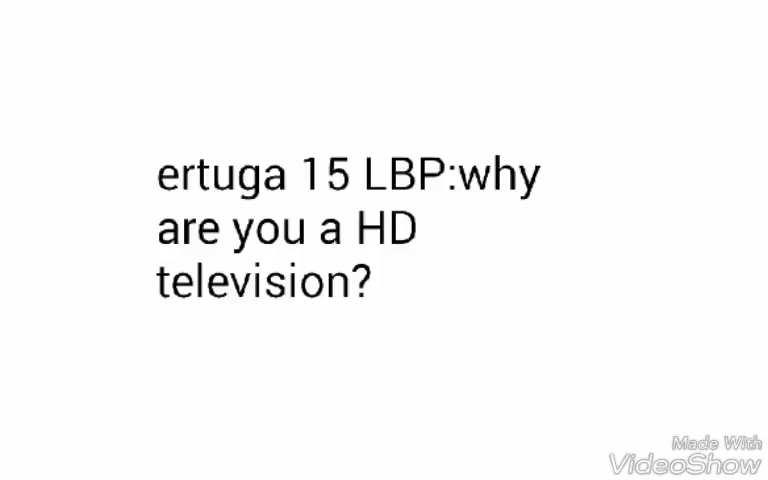 ertuga 15 LBP:why
are you a HD
television?
Made With
VideoShow